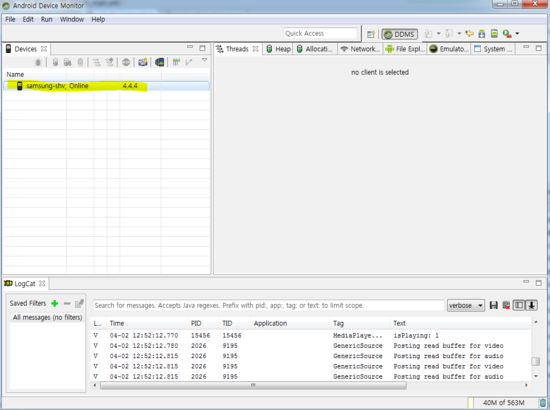 Android Device Monitor
File Edit Run Window Help
Quick Access
DDMS
Devices
Threads Heap Allocati... Network... File Expl... Emulato... System ...
Name
samsung-shv Online 4.4.4
no client is selected
LogCat
Saved Filters
Search for messages. Accepts Java regexes. Prefix with pid:, app:, tag: or text: to limit scope.
verbose
All messages (no filters)
L... Time PID TID Application Tag Text
V 04-02 12:52:12.770 15456 15456 MediaPlaye... isPlaying: 1
V 04-02 12:52:12.780 2026 9195 GenericSource Posting read buffer for video
V 04-02 12:52:12.815 2026 9195 GenericSource Posting read buffer for audio
V 04-02 12:52:12.815 2026 9195 GenericSource Posting read buffer for video
V 04-02 12:52:12.815 2026 9195 GenericSource Posting read buffer for audio
40M of 563M